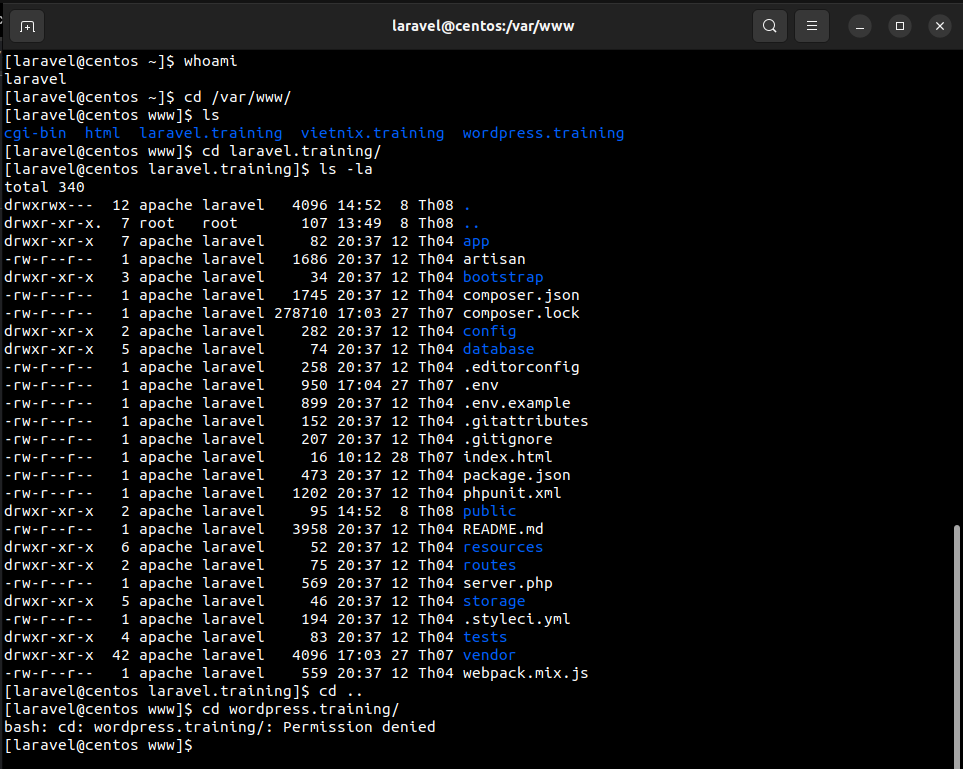 laravel@centos:/var/www
[laravel@centos ~]$ whoami
laravel
[laravel@centos ~]$ cd /var/www/
[laravel@centos www]$ ls
cgi-bin  html  laravel.training  vietnix.training  wordpress.training
[laravel@centos www]$ cd laravel.training/
[laravel@centos laravel.training]$ ls -la
total 340
drwxrwx---  12 apache laravel   4096 14:52  8 Th08 .
drwxr-xr-x.  7 root   root       107 13:49  8 Th08 ..
drwxr-xr-x   7 apache laravel     82 20:37 12 Th04 app
-rw-r--r--   1 apache laravel   1686 20:37 12 Th04 artisan
drwxr-xr-x   3 apache laravel     34 20:37 12 Th04 bootstrap
-rw-r--r--   1 apache laravel   1745 20:37 12 Th04 composer.json
-rw-r--r--   1 apache laravel 278710 17:03 27 Th07 composer.lock
drwxr-xr-x   2 apache laravel    282 20:37 12 Th04 config
drwxr-xr-x   5 apache laravel     74 20:37 12 Th04 database
-rw-r--r--   1 apache laravel    258 20:37 12 Th04 .editorconfig
-rw-r--r--   1 apache laravel    950 17:04 27 Th07 .env
-rw-r--r--   1 apache laravel    899 20:37 12 Th04 .env.example
-rw-r--r--   1 apache laravel    152 20:37 12 Th04 .gitattributes
-rw-r--r--   1 apache laravel    207 20:37 12 Th04 .gitignore
-rw-r--r--   1 apache laravel     16 10:12 28 Th07 index.html
-rw-r--r--   1 apache laravel    473 20:37 12 Th04 package.json
-rw-r--r--   1 apache laravel   1202 20:37 12 Th04 phpunit.xml
drwxr-xr-x   2 apache laravel     95 14:52  8 Th08 public
-rw-r--r--   1 apache laravel   3958 20:37 12 Th04 README.md
drwxr-xr-x   6 apache laravel     52 20:37 12 Th04 resources
drwxr-xr-x   2 apache laravel     75 20:37 12 Th04 routes
-rw-r--r--   1 apache laravel    569 20:37 12 Th04 server.php
drwxr-xr-x   5 apache laravel     46 20:37 12 Th04 storage
-rw-r--r--   1 apache laravel    194 20:37 12 Th04 .styleci.yml
drwxr-xr-x   4 apache laravel     83 20:37 12 Th04 tests
drwxr-xr-x  42 apache laravel   4096 17:03 27 Th07 vendor
-rw-r--r--   1 apache laravel    559 20:37 12 Th04 webpack.mix.js
[laravel@centos laravel.training]$ cd ..
[laravel@centos www]$ cd wordpress.training/
bash: cd: wordpress.training/: Permission denied
[laravel@centos www]$